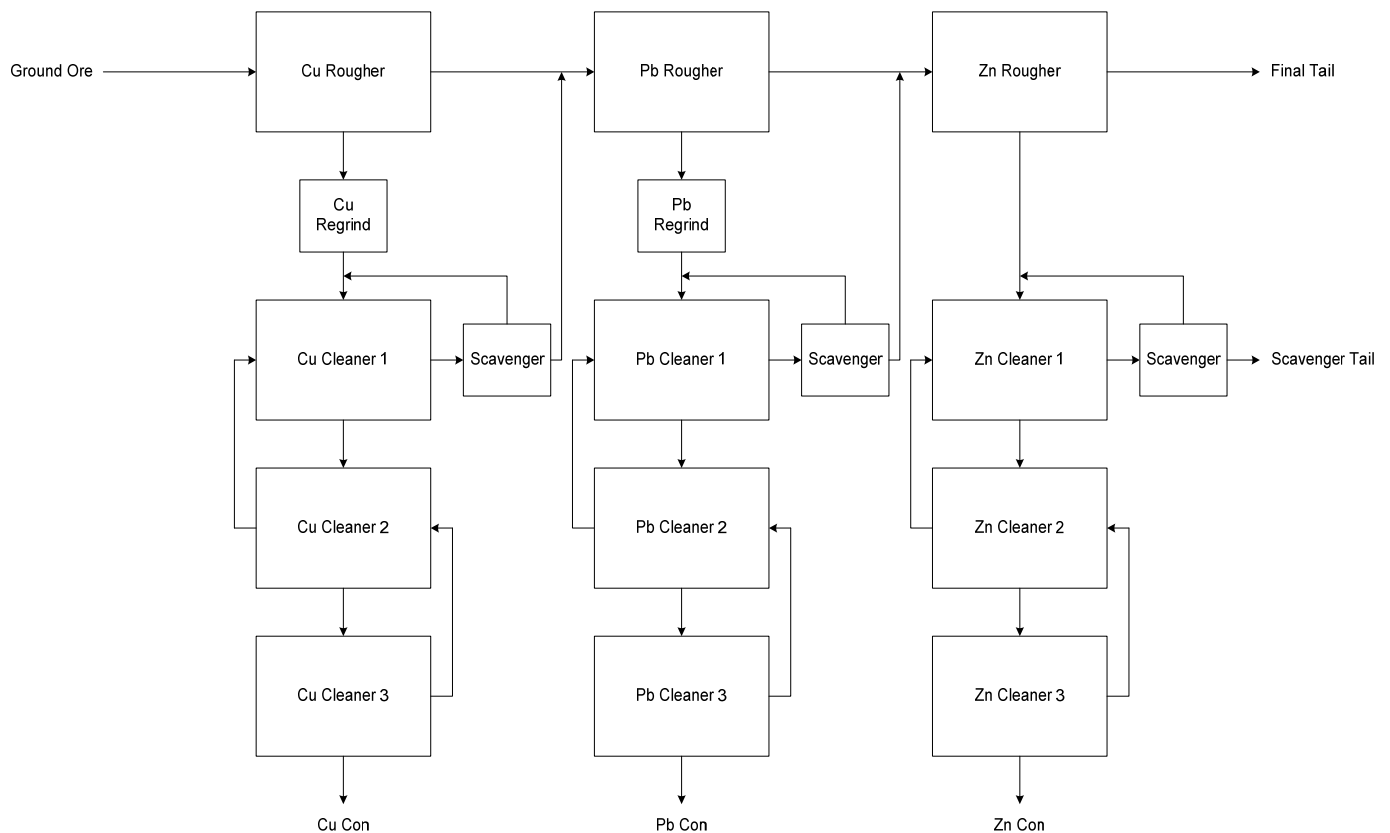 Ground Ore
Cu Rougher
Pb Rougher
Zn Rougher
Final Tail
Cu
Regrind
Pb
Regrind
Cu Cleaner 1
Scavenger
Pb Cleaner 1
Scavenger
Zn Cleaner 1
Scavenger
Scavenger Tail
Cu Cleaner 2
Pb Cleaner 2
Zn Cleaner 2
Cu Cleaner 3
Pb Cleaner 3
Zn Cleaner 3
Cu Con
Pb Con
Zn Con